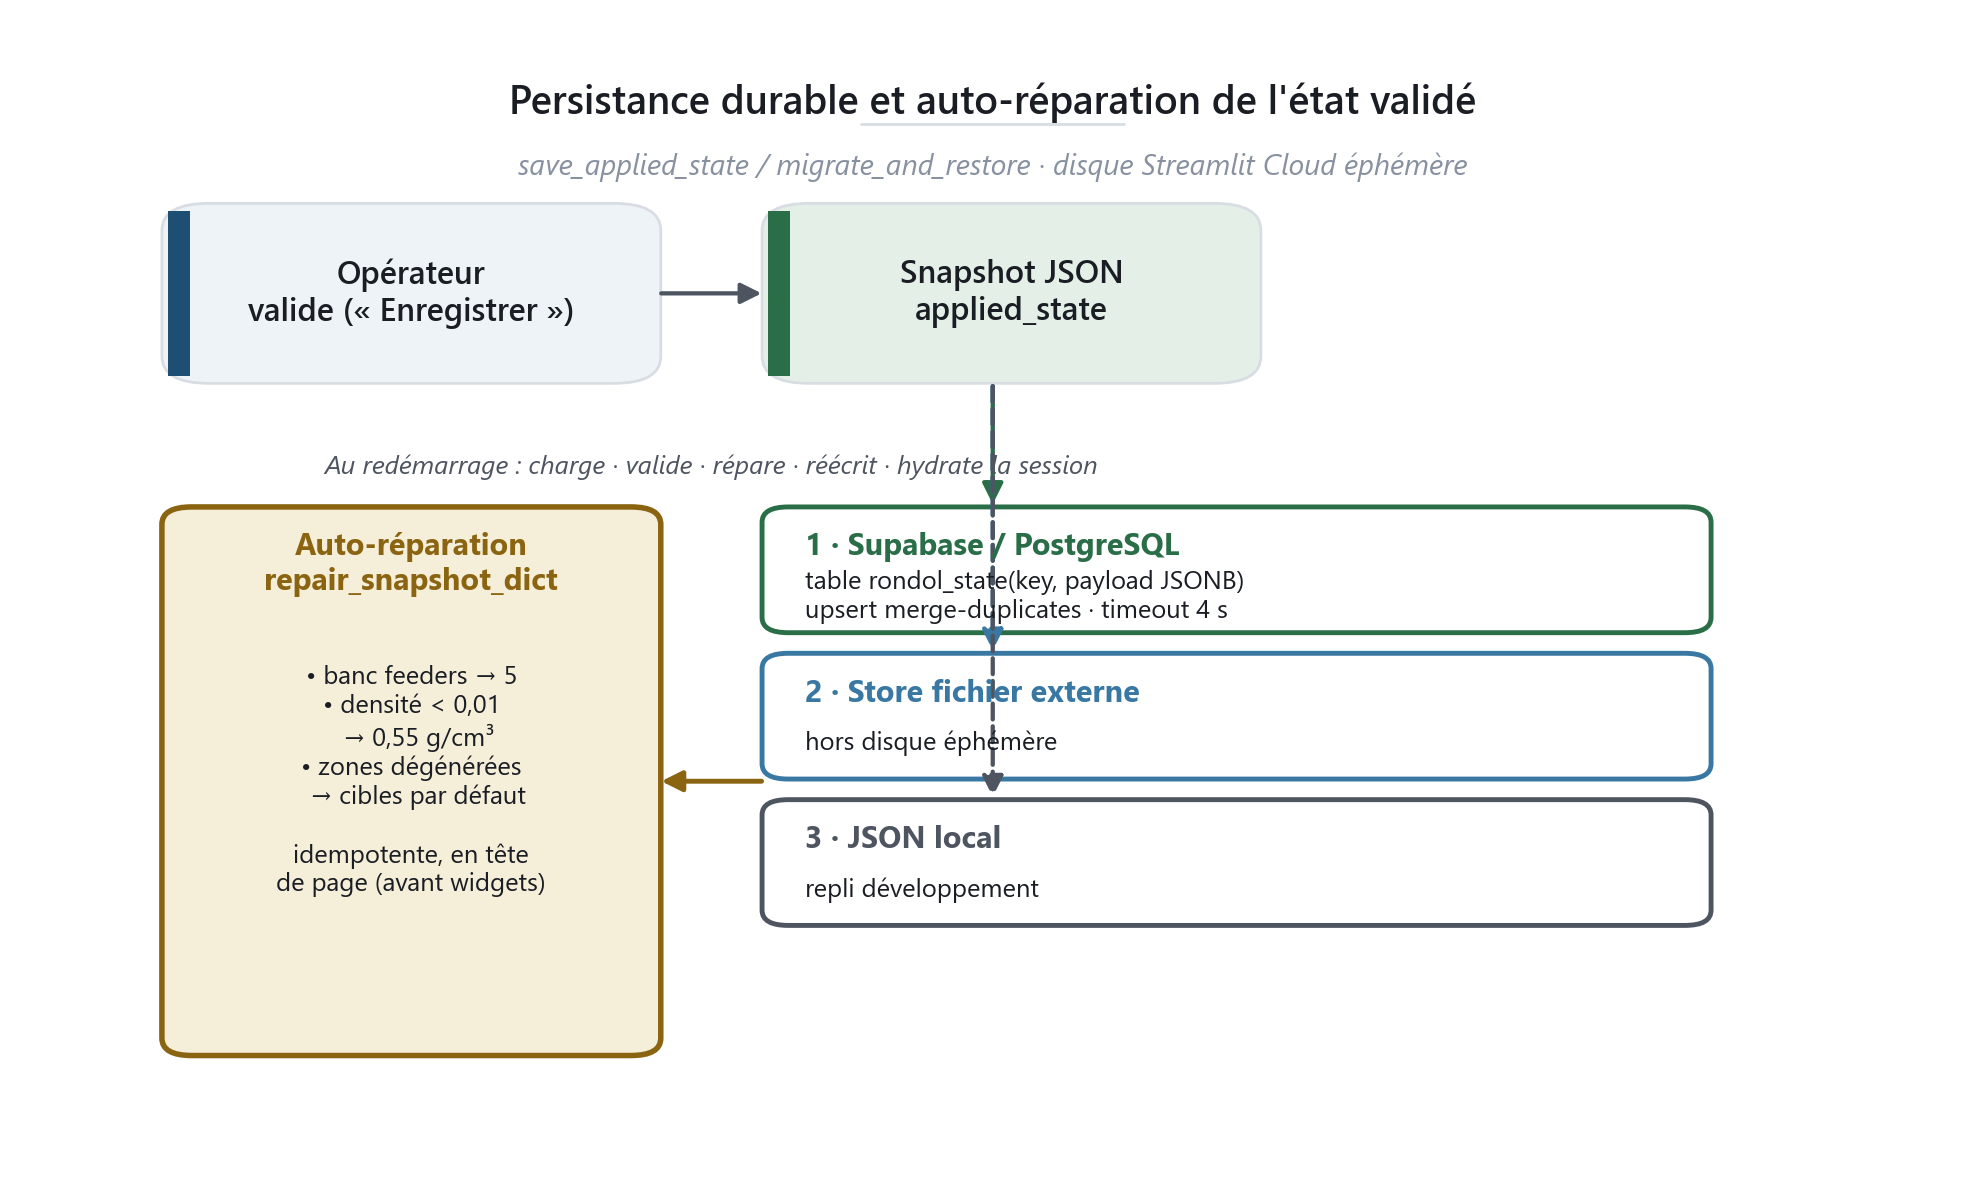 Persistance durable et auto-réparation de l'état validé
save_applied_state / migrate_and_restore · disque Streamlit Cloud éphémère
Opérateur
valide (« Enregistrer »)
Snapshot JSON
applied_state
Au redémarrage : charge · valide · répare · réécrit · hydrate la session
Auto-réparation
repair_snapshot_dict
• banc feeders → 5
• densité < 0,01
→ 0,55 g/cm³
• zones dégénérées
→ cibles par défaut
idempotente, en tête
de page (avant widgets)
1 · Supabase / PostgreSQL
table rondol_state(key, payload JSONB)
upsert merge-duplicates · timeout 4 s
2 · Store fichier externe
hors disque éphémère
3 · JSON local
repli développement